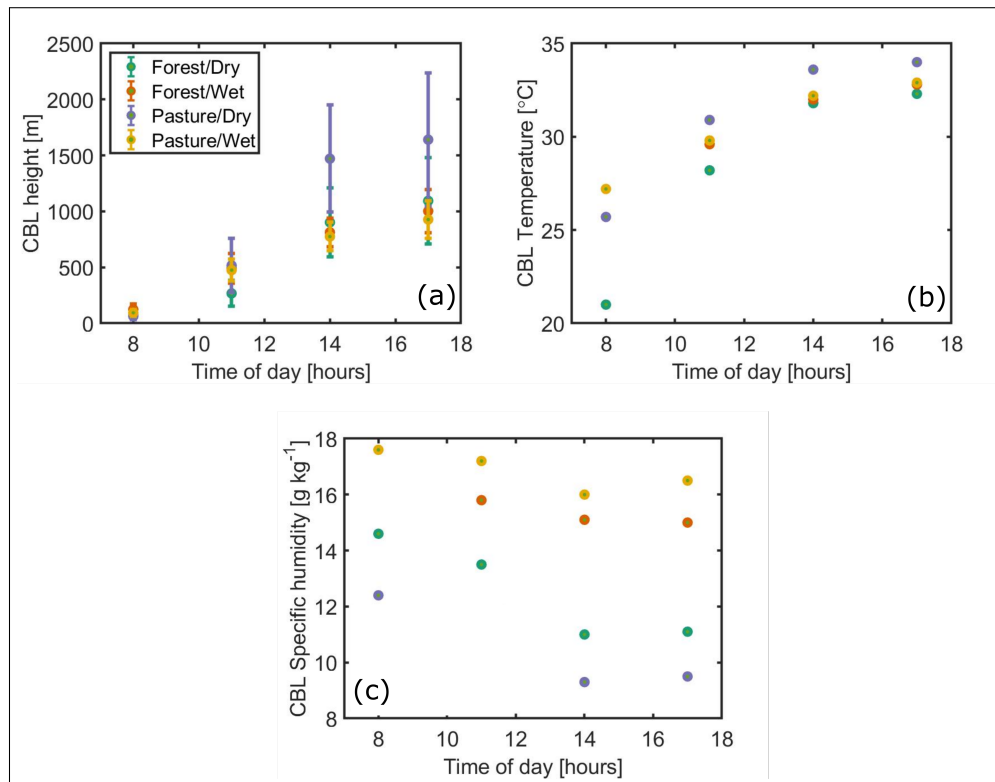 2500
2000
1500
1000
500
0
CBL height [m]
Forest/Dry
Forest/Wet
Pasture/Dry
Pasture/Wet
(a)
8 10 12 14 16 18
Time of day [hours]
35
30
25
20
CBL Temperature [°C]
(b)
8 10 12 14 16 18
Time of day [hours]
18
16
14
12
10
8
CBL Specific humidity [g kg⁻¹]
(c)
8 10 12 14 16 18
Time of day [hours]